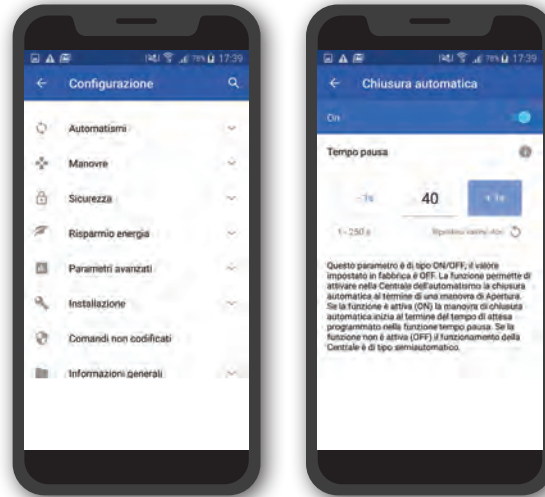 17:39
Configurazione
Automatismi
Manovre
Sicurezza
Risparmio energia
Parametri avanzati
Installazione
Comandi non codificati
Informazioni generali
17:39
Chiusura automatica
On
Tempo pausa
- 1s
40
+ 1s
1 - 250 s
Questo parametro è di tipo ON/OFF; il valore
impostato in fabbrica è OFF. La funzione permette di
attivare nella Centrale dell'automatismo la chiusura
automatica al termine di una manovra di Apertura.
Se la funzione è attiva (ON) la manovra di chiusura
automatica inizia al termine del tempo di attesa
programmato nella funzione tempo pausa. Se la
funzione non è attiva (OFF) il funzionamento della
Centrale è di tipo semiautomatico.